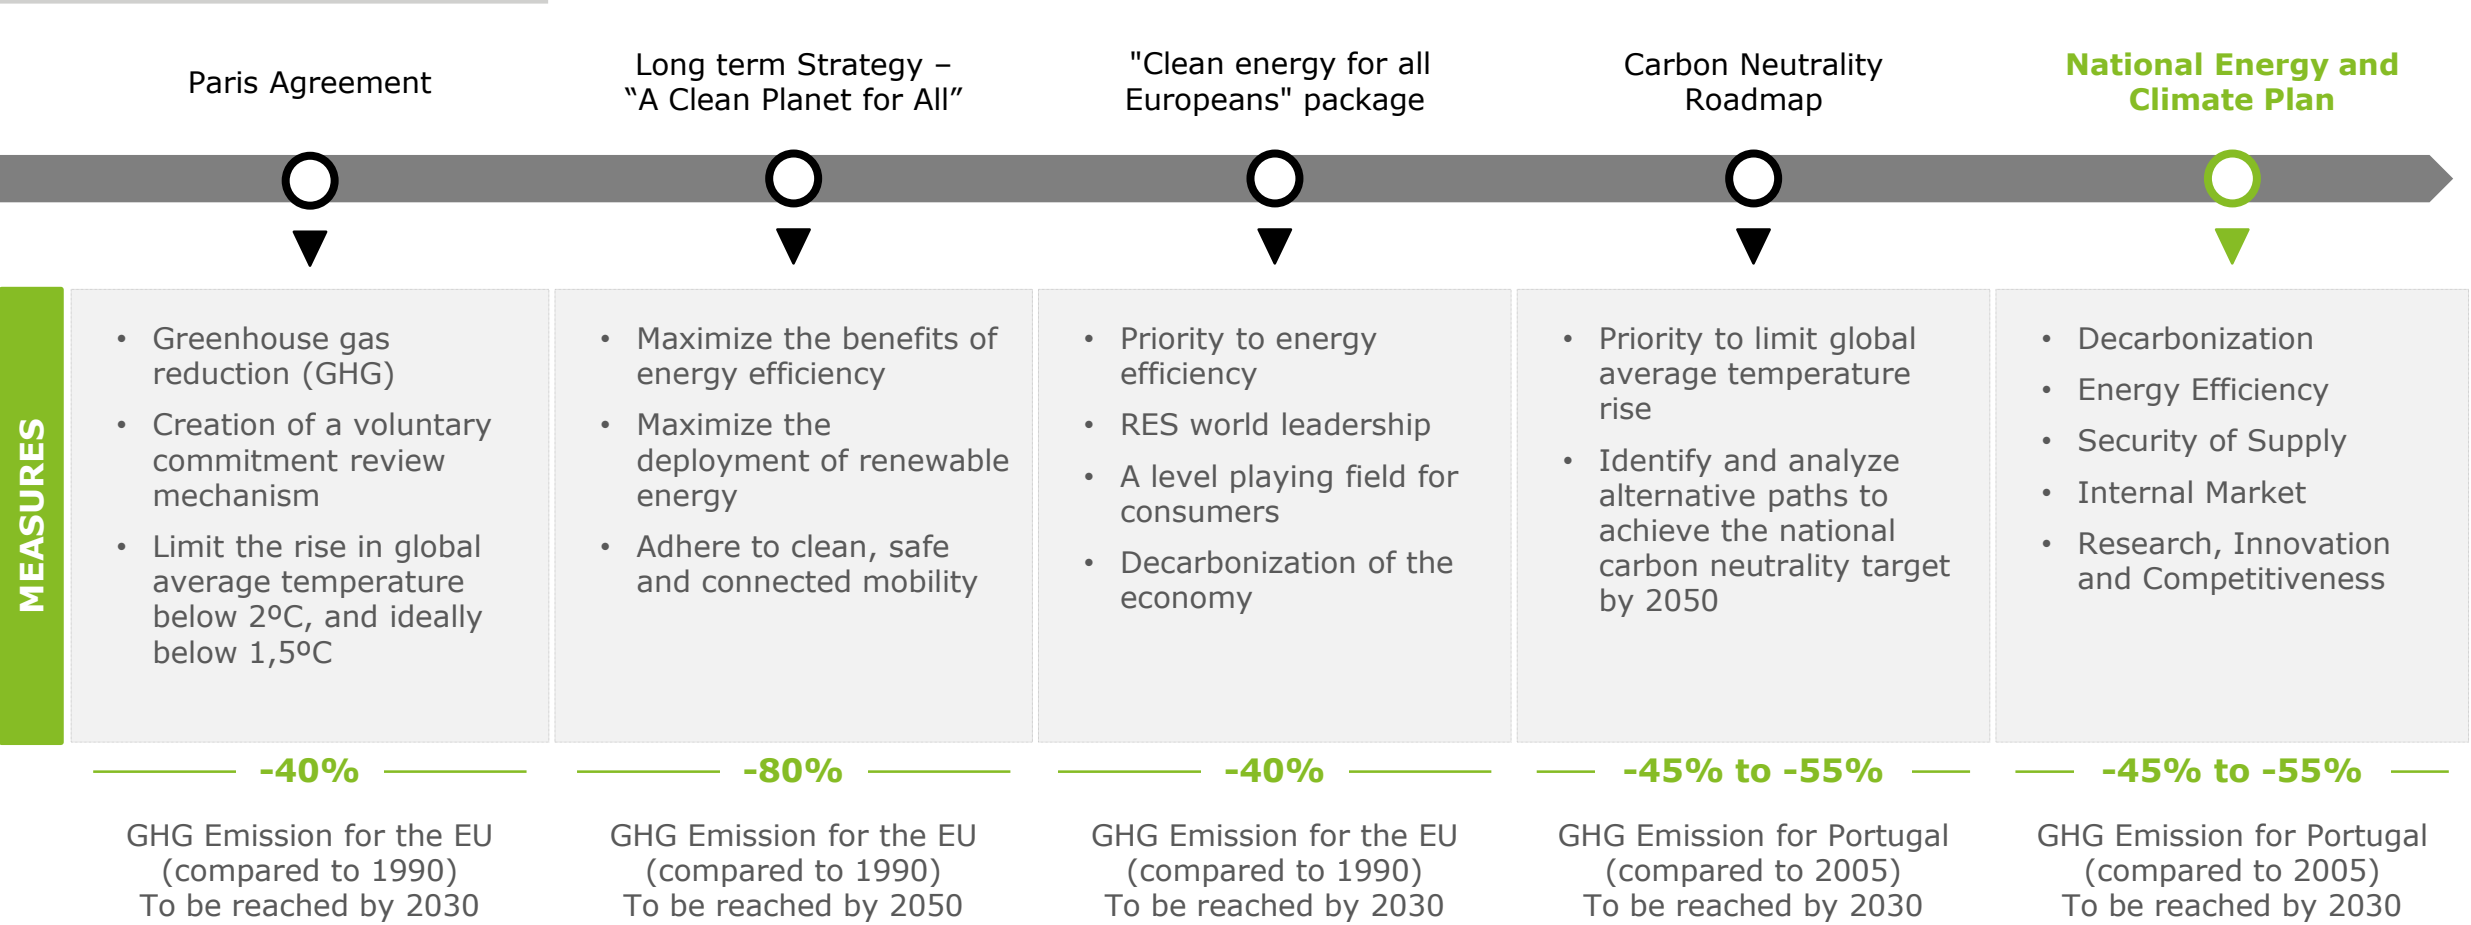 Paris Agreement
Long term Strategy –
“A Clean Planet for All”
"Clean energy for all
Europeans" package
Carbon Neutrality
Roadmap
National Energy and
Climate Plan
MEASURES
• Greenhouse gas
reduction (GHG)
• Creation of a voluntary
commitment review
mechanism
• Limit the rise in global
average temperature
below 2ºC, and ideally
below 1,5ºC
• Maximize the benefits of
energy efficiency
• Maximize the
deployment of renewable
energy
• Adhere to clean, safe
and connected mobility
• Priority to energy
efficiency
• RES world leadership
• A level playing field for
consumers
• Decarbonization of the
economy
• Priority to limit global
average temperature
rise
• Identify and analyze
alternative paths to
achieve the national
carbon neutrality target
by 2050
• Decarbonization
• Energy Efficiency
• Security of Supply
• Internal Market
• Research, Innovation
and Competitiveness
-40%
GHG Emission for the EU
(compared to 1990)
To be reached by 2030
-80%
GHG Emission for the EU
(compared to 1990)
To be reached by 2050
-40%
GHG Emission for the EU
(compared to 1990)
To be reached by 2030
-45% to -55%
GHG Emission for Portugal
(compared to 2005)
To be reached by 2030
-45% to -55%
GHG Emission for Portugal
(compared to 2005)
To be reached by 2030